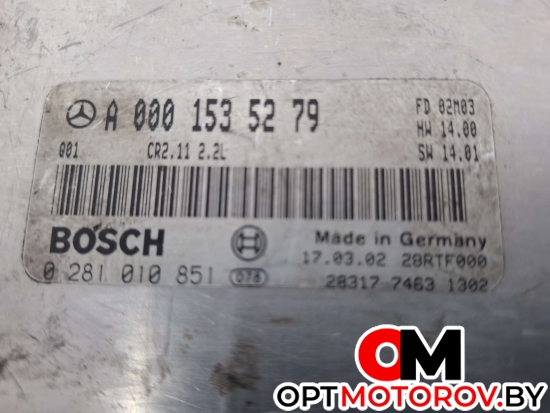 A 000 153 52 79
FD 02M03
HW 14.00
SW 14.01
001 CR2.11 2.2L
BOSCH
Made in Germany
0 281 010 851 078
17.03.02 28RTF000
28317 7463 1302
OM
OPTMOTOROV.BY